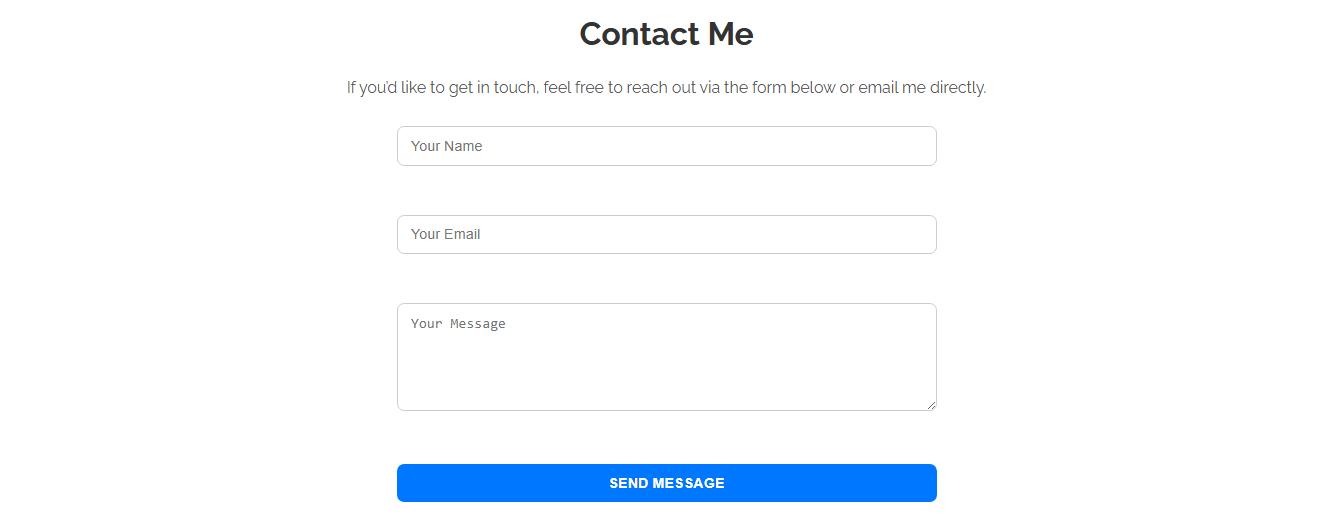 Contact Me
If you'd like to get in touch, feel free to reach out via the form below or email me directly.
Your Name
Your Email
Your Message
SEND MESSAGE